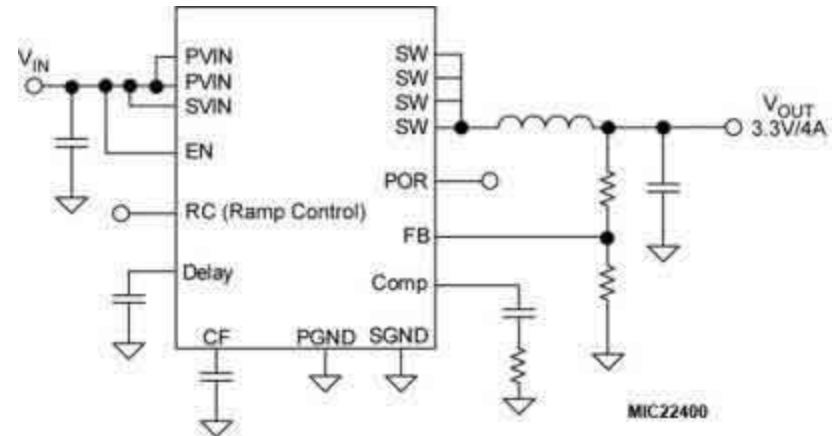 VIN
PVIN
PVIN
SVIN
EN
RC (Ramp Control)
Delay
CF
PGND
SGND
SW
SW
SW
SW
POR
FB
Comp
VOUT
3.3V/4A
MIC22400